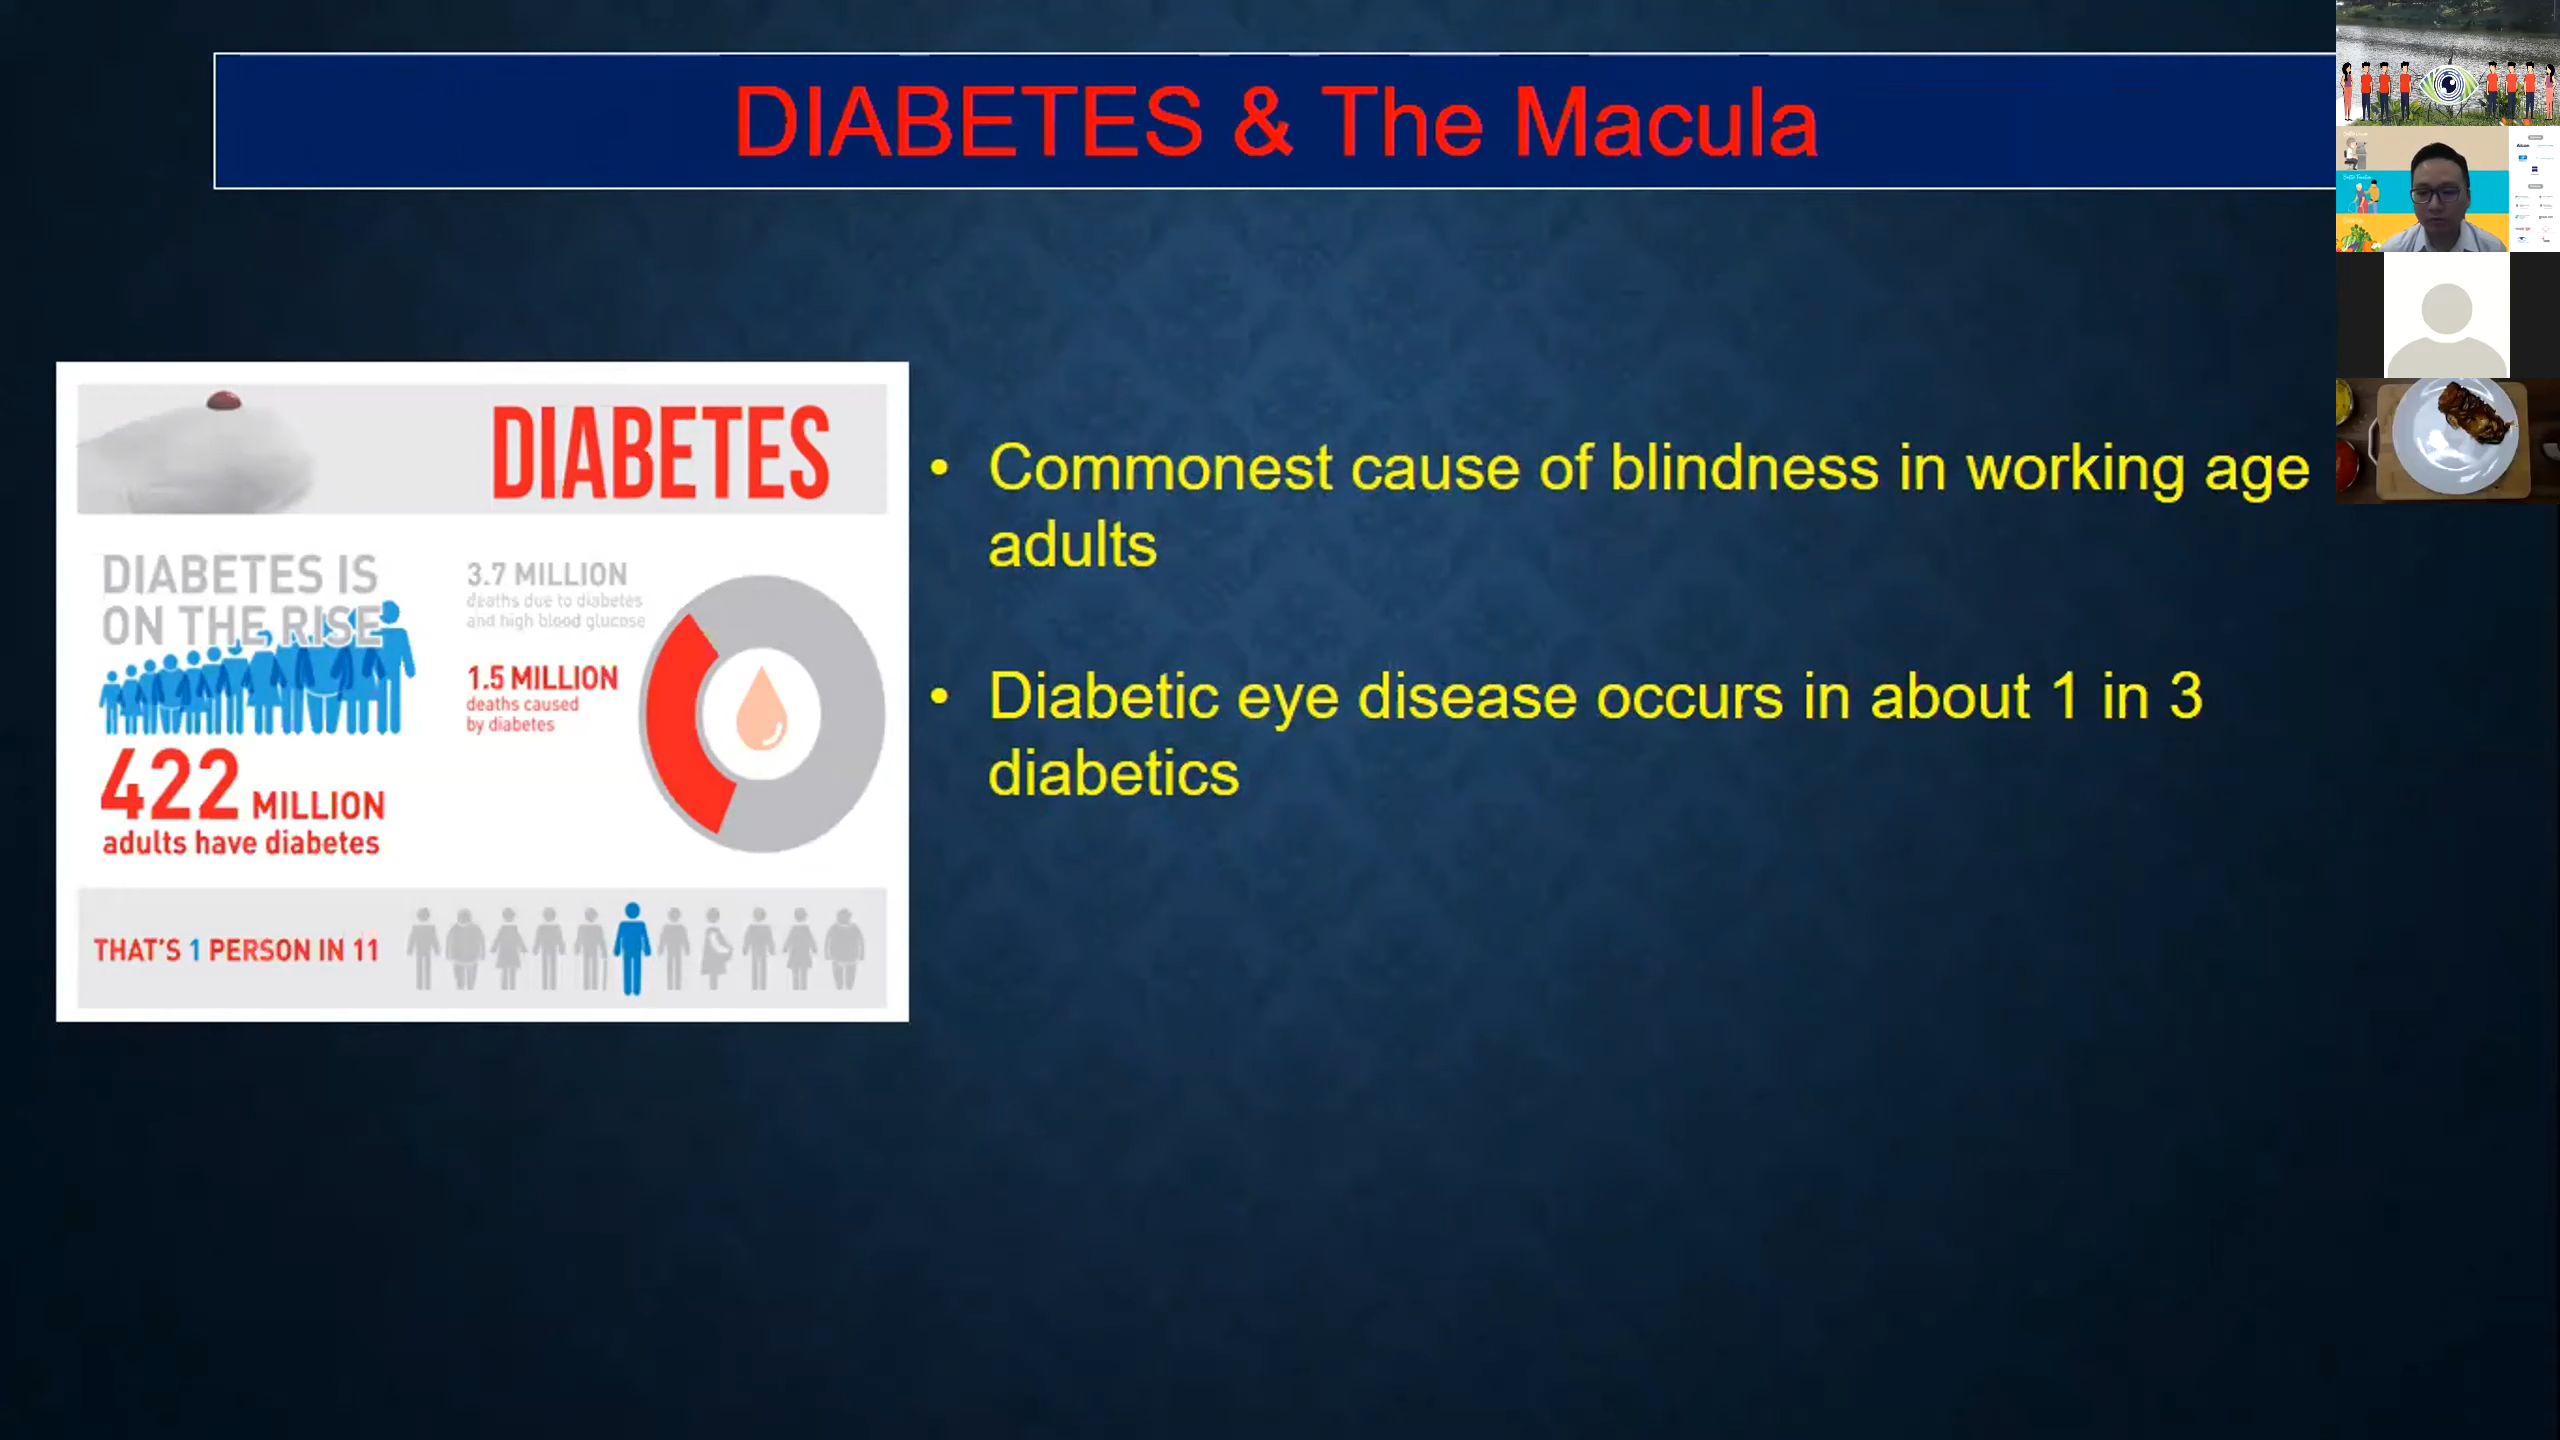 DIABETES & The Macula
DIABETES
DIABETES IS
ON THE RISE
422 MILLION
adults have diabetes
3.7 MILLION
deaths due to diabetes
and high blood glucose
1.5 MILLION
deaths caused
by diabetes
THAT'S 1 PERSON IN 11
• Commonest cause of blindness in working age
adults
• Diabetic eye disease occurs in about 1 in 3
diabetics
Alcon